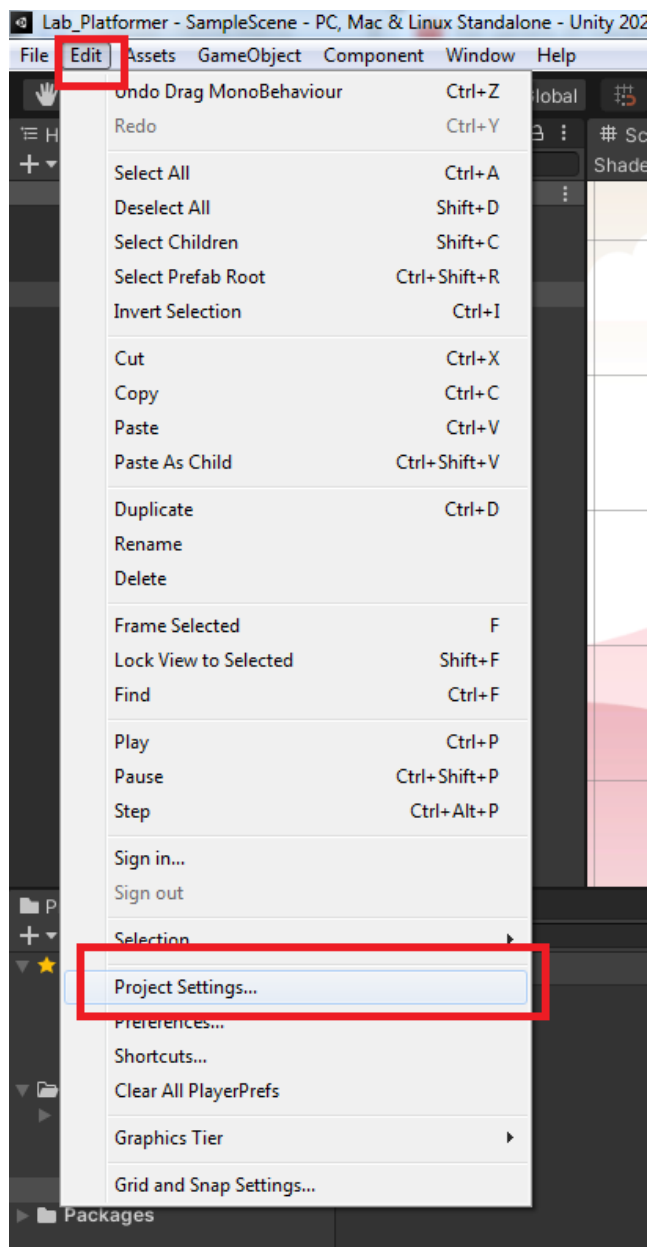 Lab_Platformer - SampleScene - PC, Mac & Linux Standalone - Unity 202
File Edit Assets GameObject Component Window Help
Undo Drag MonoBehaviour Ctrl+Z
Redo Ctrl+Y
Select All Ctrl+A
Deselect All Shift+D
Select Children Shift+C
Select Prefab Root Ctrl+Shift+R
Invert Selection Ctrl+I
Cut Ctrl+X
Copy Ctrl+C
Paste Ctrl+V
Paste As Child Ctrl+Shift+V
Duplicate Ctrl+D
Rename
Delete
Frame Selected F
Lock View to Selected Shift+F
Find Ctrl+F
Play Ctrl+P
Pause Ctrl+Shift+P
Step Ctrl+Alt+P
Sign in...
Sign out
Selection
Project Settings...
Preferences...
Shortcuts...
Clear All PlayerPrefs
Graphics Tier
Grid and Snap Settings...
Packages